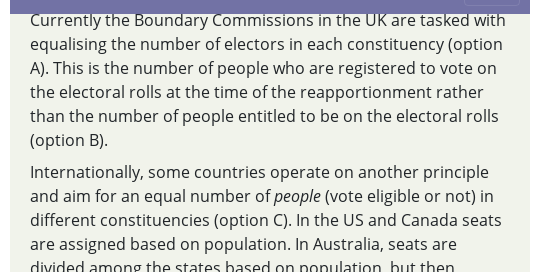 Currently the Boundary Commissions in the UK are tasked with
equalising the number of electors in each constituency (option
A). This is the number of people who are registered to vote on
the electoral rolls at the time of the reapportionment rather
than the number of people entitled to be on the electoral rolls
(option B).
Internationally, some countries operate on another principle
and aim for an equal number of people (vote eligible or not) in
different constituencies (option C). In the US and Canada seats
are assigned based on population. In Australia, seats are
divided among the states based on population, but then